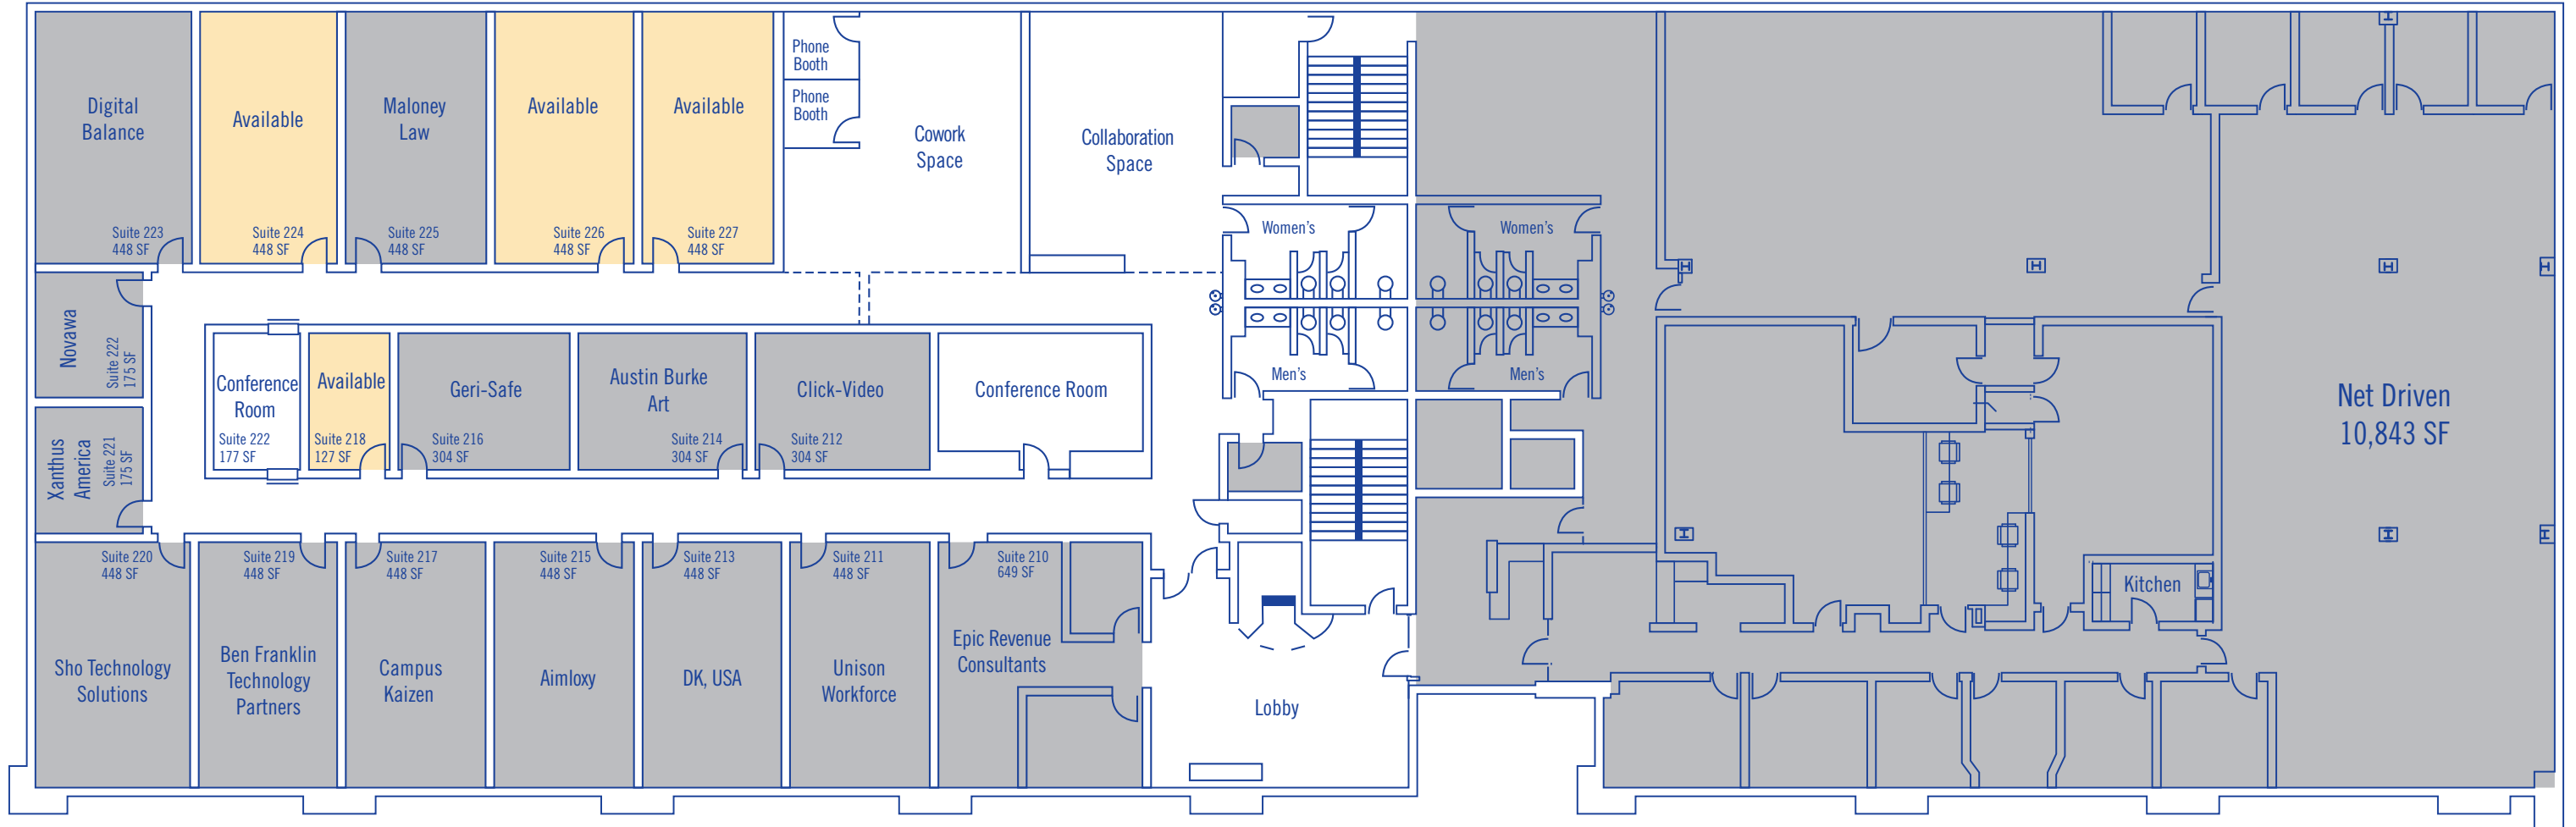 Digital
Balance
Suite 223
448 SF
Available
Suite 224
448 SF
Maloney
Law
Suite 225
448 SF
Available
Suite 226
448 SF
Available
Suite 227
448 SF
Phone
Booth
Phone
Booth
Cowork
Space
Collaboration
Space
Women's
Women's
Men's
Men's
Novawa
Suite 222
175 SF
Xanthus
America
Suite 221
175 SF
Conference
Room
Suite 222
177 SF
Available
Suite 218
127 SF
Geri-Safe
Suite 216
304 SF
Austin Burke
Art
Suite 214
304 SF
Click-Video
Suite 212
304 SF
Conference Room
Net Driven
10,843 SF
Kitchen
Suite 220
448 SF
Sho Technology
Solutions
Suite 219
448 SF
Ben Franklin
Technology
Partners
Suite 217
448 SF
Campus
Kaizen
Suite 215
448 SF
Aimloxy
Suite 213
448 SF
DK, USA
Suite 211
448 SF
Unison
Workforce
Suite 210
649 SF
Epic Revenue
Consultants
Lobby